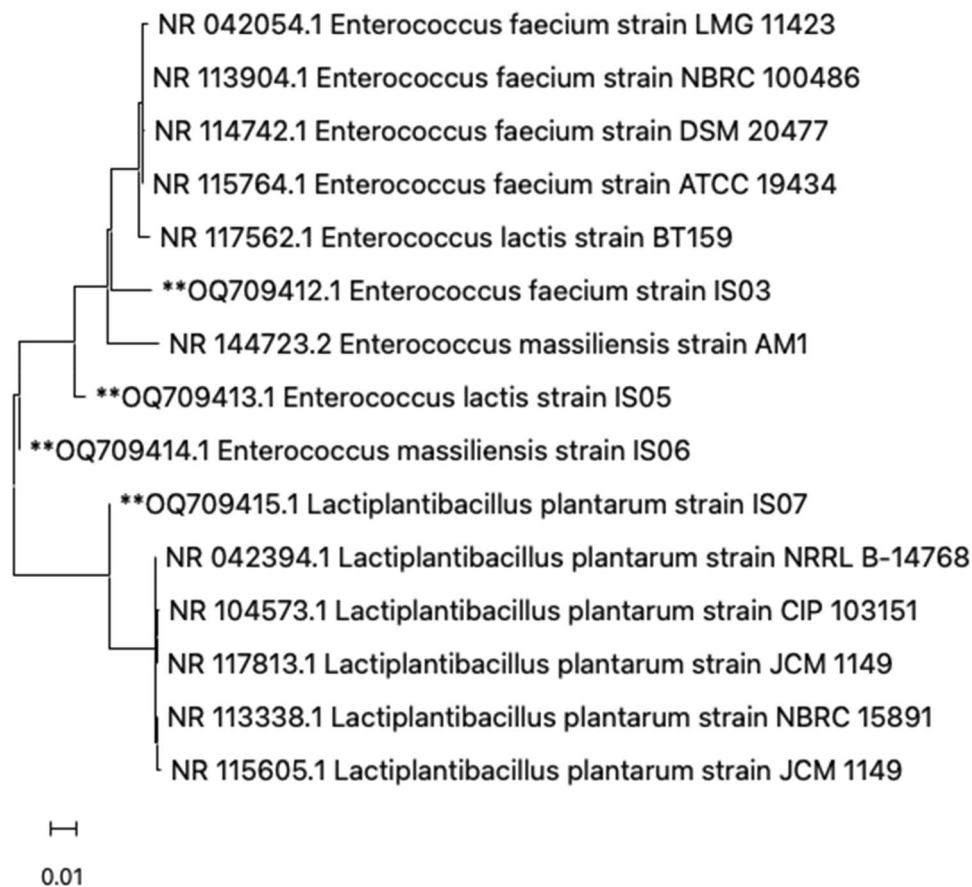 NR 042054.1 Enterococcus faecium strain LMG 11423
NR 113904.1 Enterococcus faecium strain NBRC 100486
NR 114742.1 Enterococcus faecium strain DSM 20477
NR 115764.1 Enterococcus faecium strain ATCC 19434
NR 117562.1 Enterococcus lactis strain BT159
**OQ709412.1 Enterococcus faecium strain IS03
NR 144723.2 Enterococcus massiliensis strain AM1
**OQ709413.1 Enterococcus lactis strain IS05
**OQ709414.1 Enterococcus massiliensis strain IS06
**OQ709415.1 Lactiplantibacillus plantarum strain IS07
NR 042394.1 Lactiplantibacillus plantarum strain NRRL B-14768
NR 104573.1 Lactiplantibacillus plantarum strain CIP 103151
NR 117813.1 Lactiplantibacillus plantarum strain JCM 1149
NR 113338.1 Lactiplantibacillus plantarum strain NBRC 15891
NR 115605.1 Lactiplantibacillus plantarum strain JCM 1149
0.01